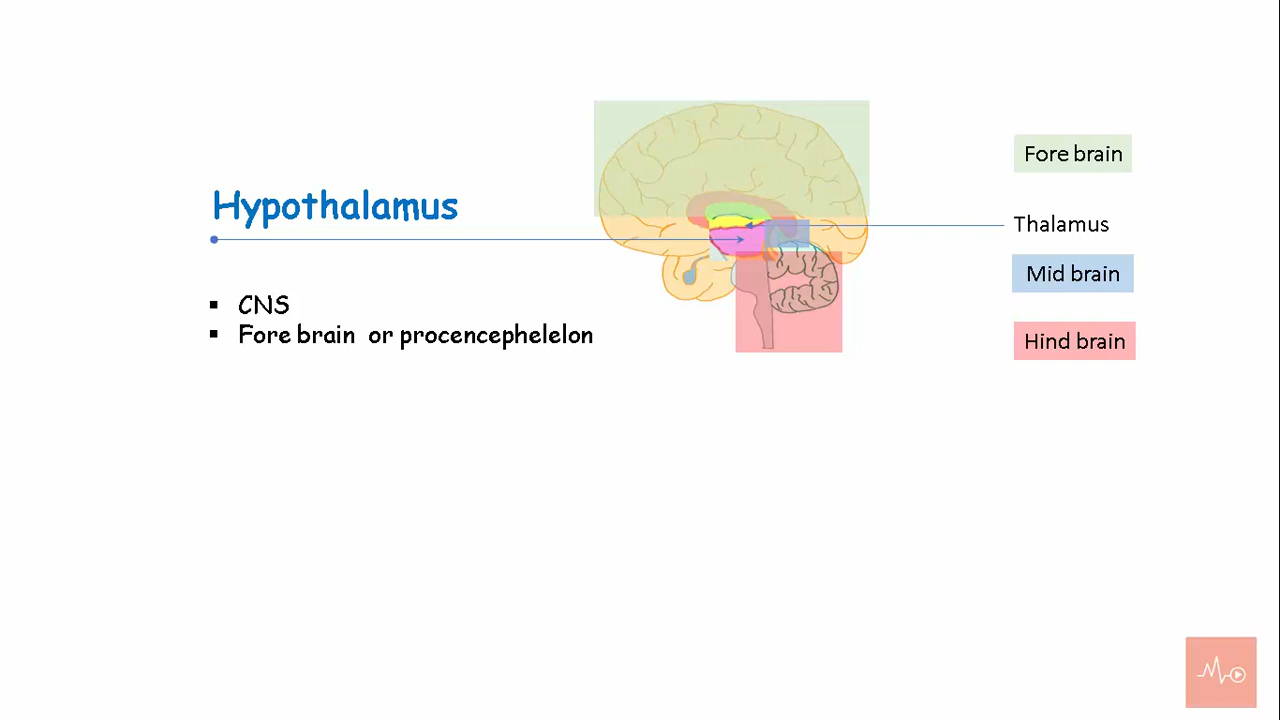 Hypothalamus
CNS
Fore brain or procencephelelon
Fore brain
Thalamus
Mid brain
Hind brain